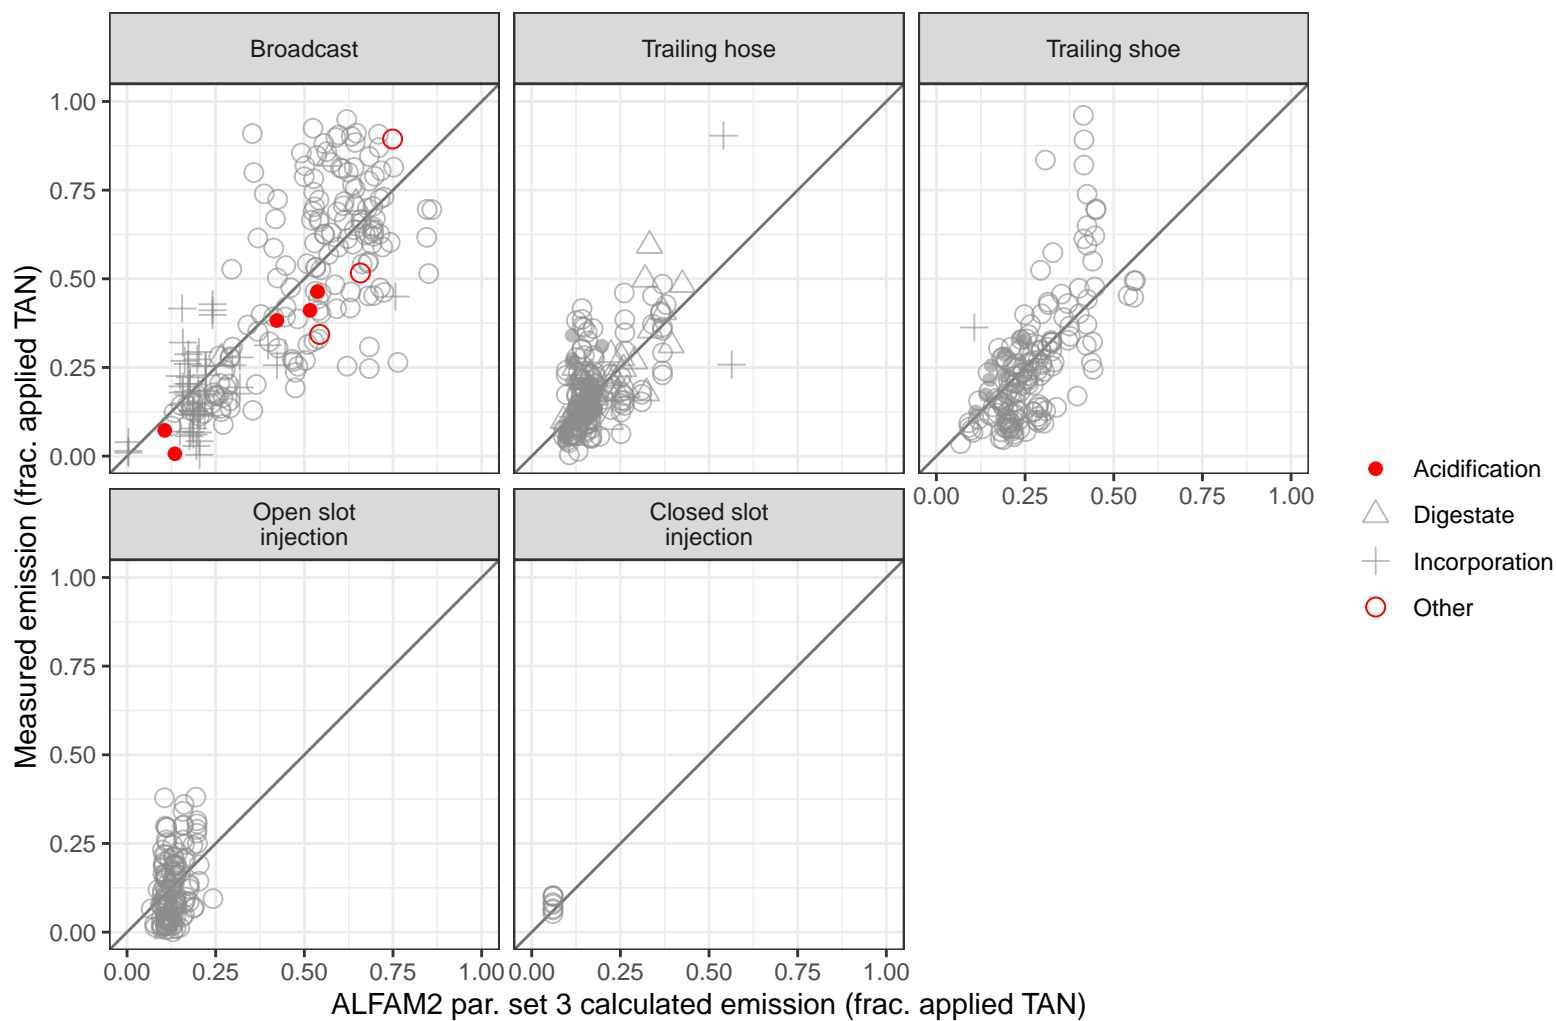 Broadcast
Trailing hose
Trailing shoe
1.00
0.75
0.50
0.25
0.00
0.00 0.25 0.50 0.75 1.00
Open slot
injection
Closed slot
injection
1.00
0.75
0.50
0.25
0.00
0.00 0.25 0.50 0.75 1.00
0.00 0.25 0.50 0.75 1.00
Measured emission (frac. applied TAN)
ALFAM2 par. set 3 calculated emission (frac. applied TAN)
Acidification
Digestate
Incorporation
Other